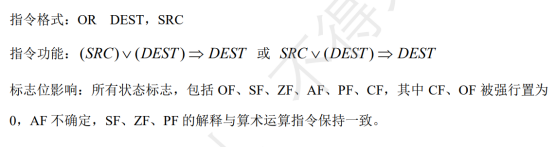 指令格式：OR DEST，SRC
指令功能：(SRC)∨(DEST)⇒DEST 或 SRC∨(DEST)⇒DEST
标志位影响：所有状态标志，包括 OF、SF、ZF、AF、PF、CF，其中 CF、OF 被强行置为
0，AF 不确定，SF、ZF、PF 的解释与算术运算指令保持一致。
不得